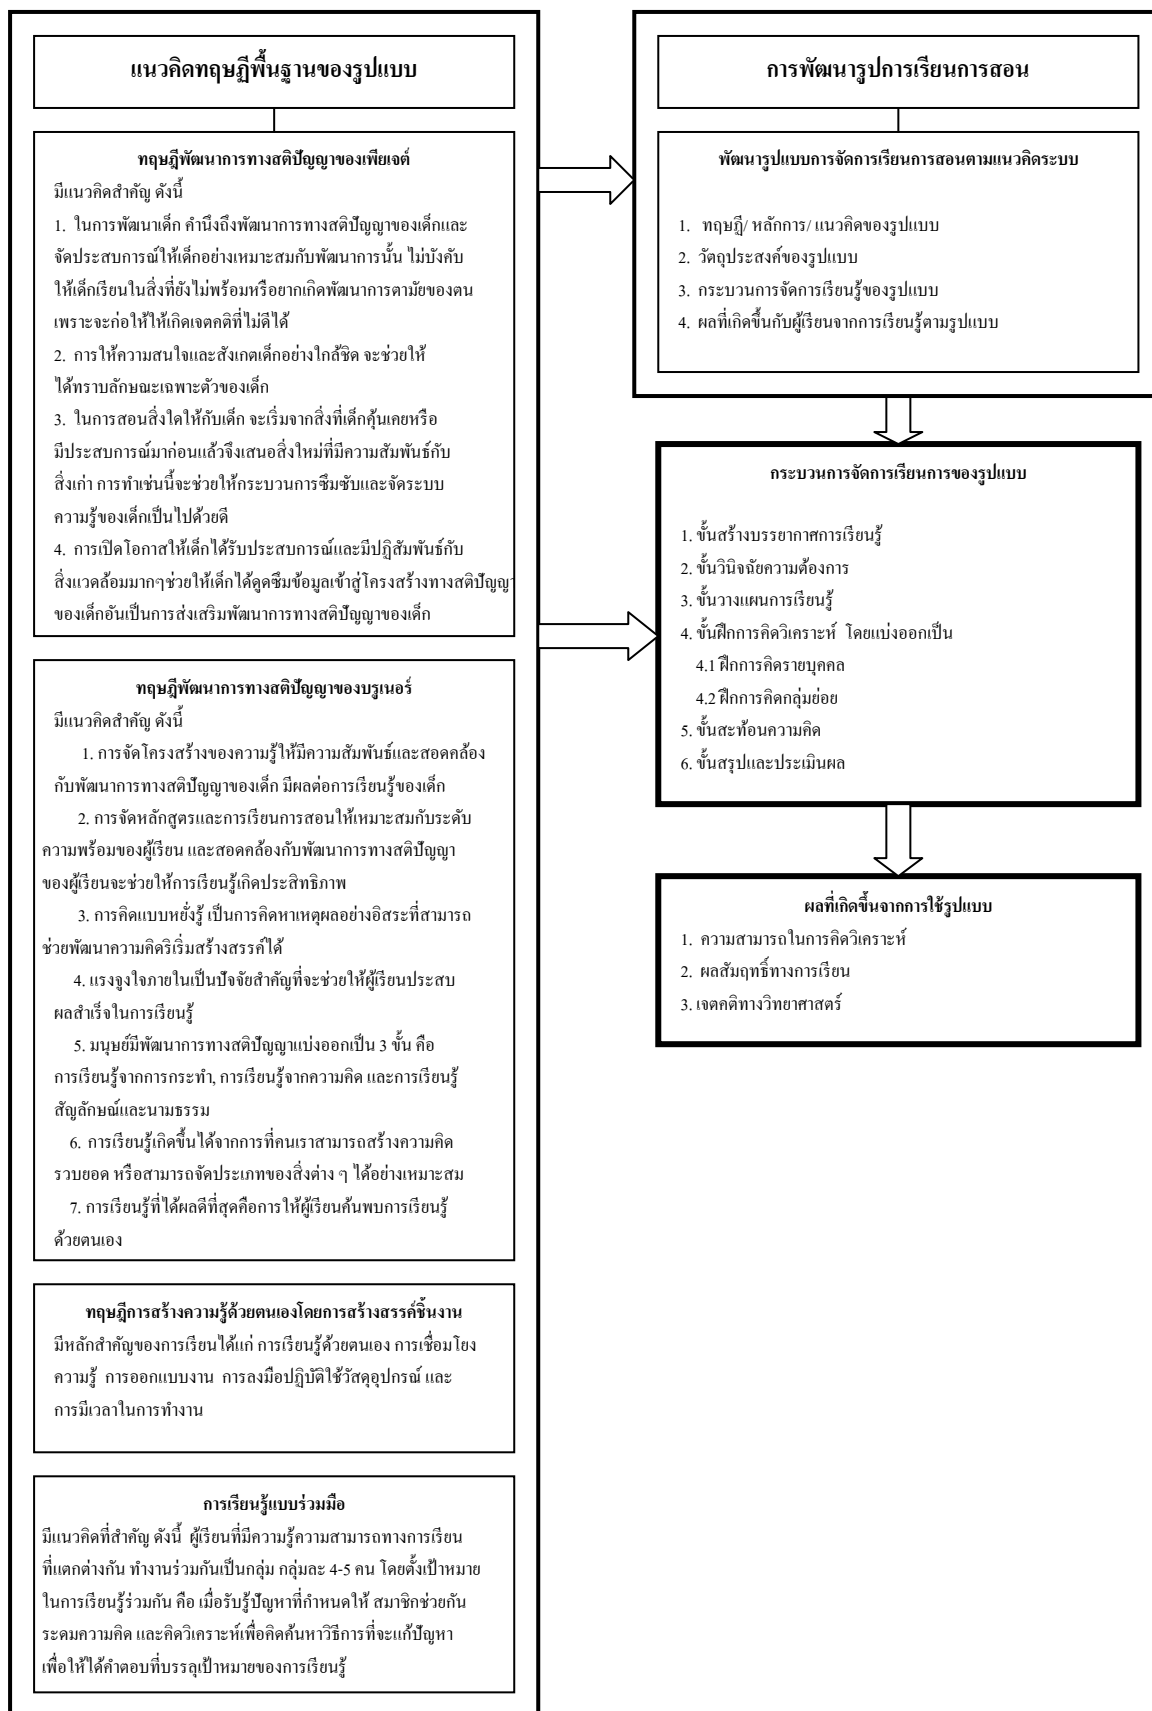 แนวคิดทฤษฎีพื้นฐานของรูปแบบ
ทฤษฎีพัฒนาการทางสติปัญญาของเพียเจต์
มีแนวคิดสำคัญ ดังนี้
1. ในการพัฒนาเด็ก คำนึงถึงพัฒนาการทางสติปัญญาของเด็กและ
จัดประสบการณ์ให้เด็กอย่างเหมาะสมกับพัฒนาการนั้น ไม่บังคับ
ให้เด็กเรียนในสิ่งที่ยังไม่พร้อมหรือยากเกิดพัฒนาการตามัยของตน
เพราะจะก่อให้ให้เกิดเจตคติที่ไม่ดีได้
2. การให้ความสนใจและสังเกตเด็กอย่างใกล้ชิด จะช่วยให้
ได้ทราบลักษณะเฉพาะตัวของเด็ก
3. ในการสอนสิ่งใดให้กับเด็ก จะเริ่มจากสิ่งที่เด็กคุ้นเคยหรือ
มีประสบการณ์มาก่อนแล้วจึงเสนอสิ่งใหม่ที่มีความสัมพันธ์กับ
สิ่งเก่า การทำเช่นนี้จะช่วยให้กระบวนการซึมซับและจัดระบบ
ความรู้ของเด็กเป็นไปด้วยดี
4. การเปิดโอกาสให้เด็กได้รับประสบการณ์และมีปฏิสัมพันธ์กับ
สิ่งแวดล้อมมากๆช่วยให้เด็กได้ดูดซึมข้อมูลเข้าสู่โครงสร้างทางสติปัญญา
ของเด็กอันเป็นการส่งเสริมพัฒนาการทางสติปัญญาของเด็ก
ทฤษฎีพัฒนาการทางสติปัญญาของบรูเนอร์
มีแนวคิดสำคัญ ดังนี้
1. การจัดโครงสร้างของความรู้ให้มีความสัมพันธ์และสอดคล้อง
กับพัฒนาการทางสติปัญญาของเด็ก มีผลต่อการเรียนรู้ของเด็ก
2. การจัดหลักสูตรและการเรียนการสอนให้เหมาะสมกับระดับ
ความพร้อมของผู้เรียน และสอดคล้องกับพัฒนาการทางสติปัญญา
ของผู้เรียนจะช่วยให้การเรียนรู้เกิดประสิทธิภาพ
3. การคิดแบบหยั่งรู้ เป็นการคิดหาเหตุผลอย่างอิสระที่สามารถ
ช่วยพัฒนาความคิดริเริ่มสร้างสรรค์ได้
4. แรงจูงใจภายในเป็นปัจจัยสำคัญที่จะช่วยให้ผู้เรียนประสบ
ผลสำเร็จในการเรียนรู้
5. มนุษย์มีพัฒนาการทางสติปัญญาแบ่งออกเป็น 3 ขั้น คือ
การเรียนรู้จากการกระทำ, การเรียนรู้จากความคิด และการเรียนรู้
สัญลักษณ์และนามธรรม
6. การเรียนรู้เกิดขึ้นได้จากการที่คนเราสามารถสร้างความคิด
รวบยอด หรือสามารถจัดประเภทของสิ่งต่าง ๆ ได้อย่างเหมาะสม
7. การเรียนรู้ที่ได้ผลดีที่สุดคือการให้ผู้เรียนค้นพบการเรียนรู้
ด้วยตนเอง
ทฤษฎีการสร้างความรู้ด้วยตนเองโดยการสร้างสรรค์ชิ้นงาน
มีหลักสำคัญของการเรียนได้แก่ การเรียนรู้ด้วยตนเอง การเชื่อมโยง
ความรู้ การออกแบบงาน การลงมือปฏิบัติใช้วัสดุอุปกรณ์ และ
การมีเวลาในการทำงาน
การเรียนรู้แบบร่วมมือ
มีแนวคิดที่สำคัญ ดังนี้ ผู้เรียนที่มีความรู้ความสามารถทางการเรียน
ที่แตกต่างกัน ทำงานร่วมกันเป็นกลุ่ม กลุ่มละ 4-5 คน โดยตั้งเป้าหมาย
ในการเรียนรู้ร่วมกัน คือ เมื่อรับรู้ปัญหาที่กำหนดให้ สมาชิกช่วยกัน
ระดมความคิด และคิดวิเคราะห์เพื่อคิดค้นหาวิธีการที่จะแก้ปัญหา
เพื่อให้ได้คำตอบที่บรรลุเป้าหมายของการเรียนรู้
การพัฒนารูปการเรียนการสอน
พัฒนารูปแบบการจัดการเรียนการสอนตามแนวคิดระบบ
1. ทฤษฎี/ หลักการ/ แนวคิดของรูปแบบ
2. วัตถุประสงค์ของรูปแบบ
3. กระบวนการจัดการเรียนรู้ของรูปแบบ
4. ผลที่เกิดขึ้นกับผู้เรียนจากการเรียนรู้ตามรูปแบบ
กระบวนการจัดการเรียนการของรูปแบบ
1. ขั้นสร้างบรรยากาศการเรียนรู้
2. ขั้นวินิจฉัยความต้องการ
3. ขั้นวางแผนการเรียนรู้
4. ขั้นฝึกการคิดวิเคราะห์ โดยแบ่งออกเป็น
4.1 ฝึกการคิดรายบุคคล
4.2 ฝึกการคิดกลุ่มย่อย
5. ขั้นสะท้อนความคิด
6. ขั้นสรุปและประเมินผล
ผลที่เกิดขึ้นจากการใช้รูปแบบ
1. ความสามารถในการคิดวิเคราะห์
2. ผลสัมฤทธิ์ทางการเรียน
3. เจตคติทางวิทยาศาสตร์